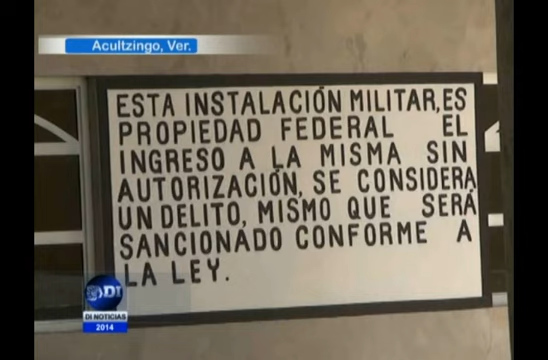 Acultzingo, Ver.
ESTA INSTALACIÓN MILITAR, ES
PROPIEDAD FEDERAL EL
INGRESO A LA MISMA SIN
AUTORIZACIÓN, SE CONSIDERA
UN DELITO, MISMO QUE SERÁ
SANCIONADO CONFORME A
LA LEY.
DI
DI NOTICIAS
2014